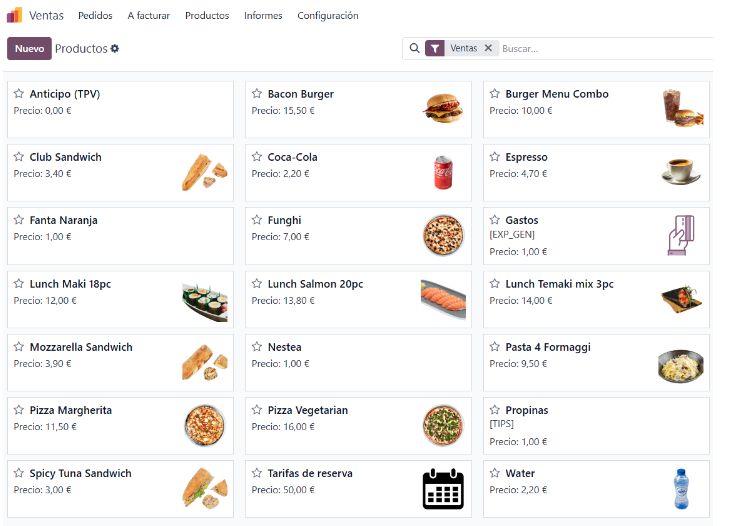 Ventas Pedidos A facturar Productos Informes Configuración
Nuevo Productos Ventas Buscar...
Anticipo (TPV)
Precio: 0,00 €
Bacon Burger
Precio: 15,50 €
Burger Menu Combo
Precio: 10,00 €
Club Sandwich
Precio: 3,40 €
Coca-Cola
Precio: 2,20 €
Espresso
Precio: 4,70 €
Fanta Naranja
Precio: 1,00 €
Funghi
Precio: 7,00 €
Gastos
[EXP_GEN]
Precio: 1,00 €
Lunch Maki 18pc
Precio: 12,00 €
Lunch Salmon 20pc
Precio: 13,80 €
Lunch Temaki mix 3pc
Precio: 14,00 €
Mozzarella Sandwich
Precio: 3,90 €
Nestea
Precio: 1,00 €
Pasta 4 Formaggi
Precio: 9,50 €
Pizza Margherita
Precio: 11,50 €
Pizza Vegetarian
Precio: 16,00 €
Propinas
[TIPS]
Precio: 1,00 €
Spicy Tuna Sandwich
Precio: 3,00 €
Tarifas de reserva
Precio: 50,00 €
Water
Precio: 2,20 €